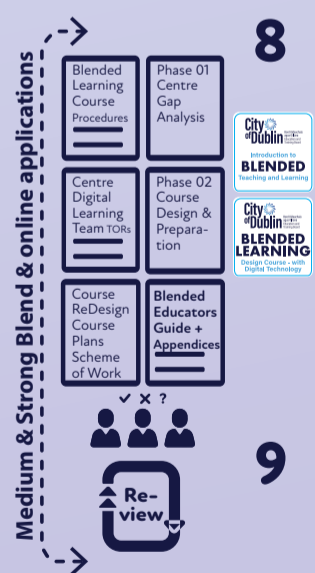 Medium & Strong Blend & online applications
8
Blended
Learning
Course
Procedures
Phase 01
Centre
Gap
Analysis
Centre
Digital
Learning
Team TORs
Phase 02
Course
Design &
Prepara-
tion
Course
ReDesign
Course
Plans
Scheme
of Work
Blended
Educators
Guide +
Appendices
City
of Dublin
Introduction to
BLENDED
Teaching and Learning
City
of Dublin
BLENDED
LEARNING
Design Course - with
Digital Technology
✓ X ?
9
Re-
view